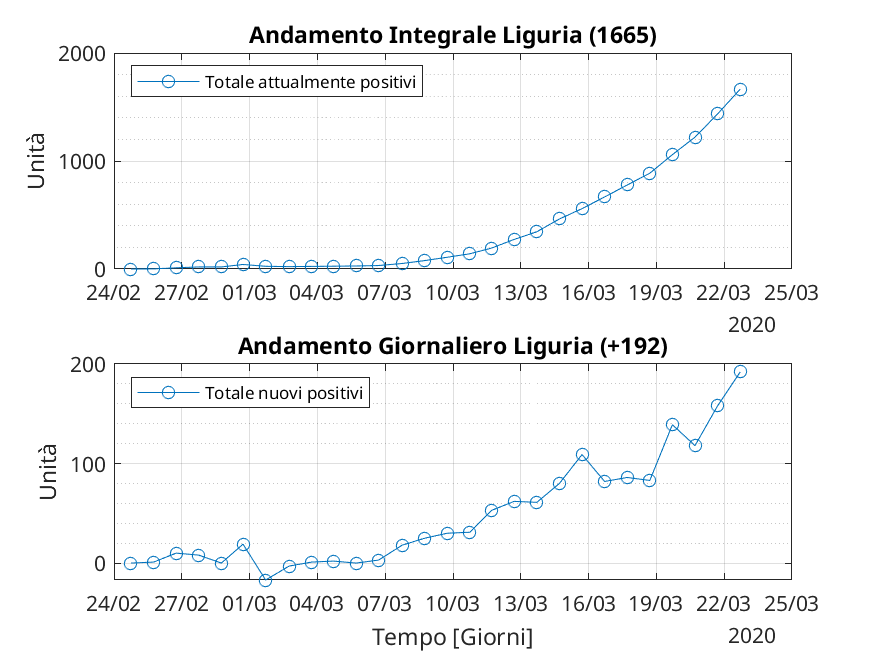 Andamento Integrale Liguria (1665)
2000
Totale attualmente positivi
Unità
1000
0
24/02 27/02 01/03 04/03 07/03 10/03 13/03 16/03 19/03 22/03 25/03
2020
Andamento Giornaliero Liguria (+192)
200
Totale nuovi positivi
Unità
100
0
24/02 27/02 01/03 04/03 07/03 10/03 13/03 16/03 19/03 22/03 25/03
Tempo [Giorni]
2020